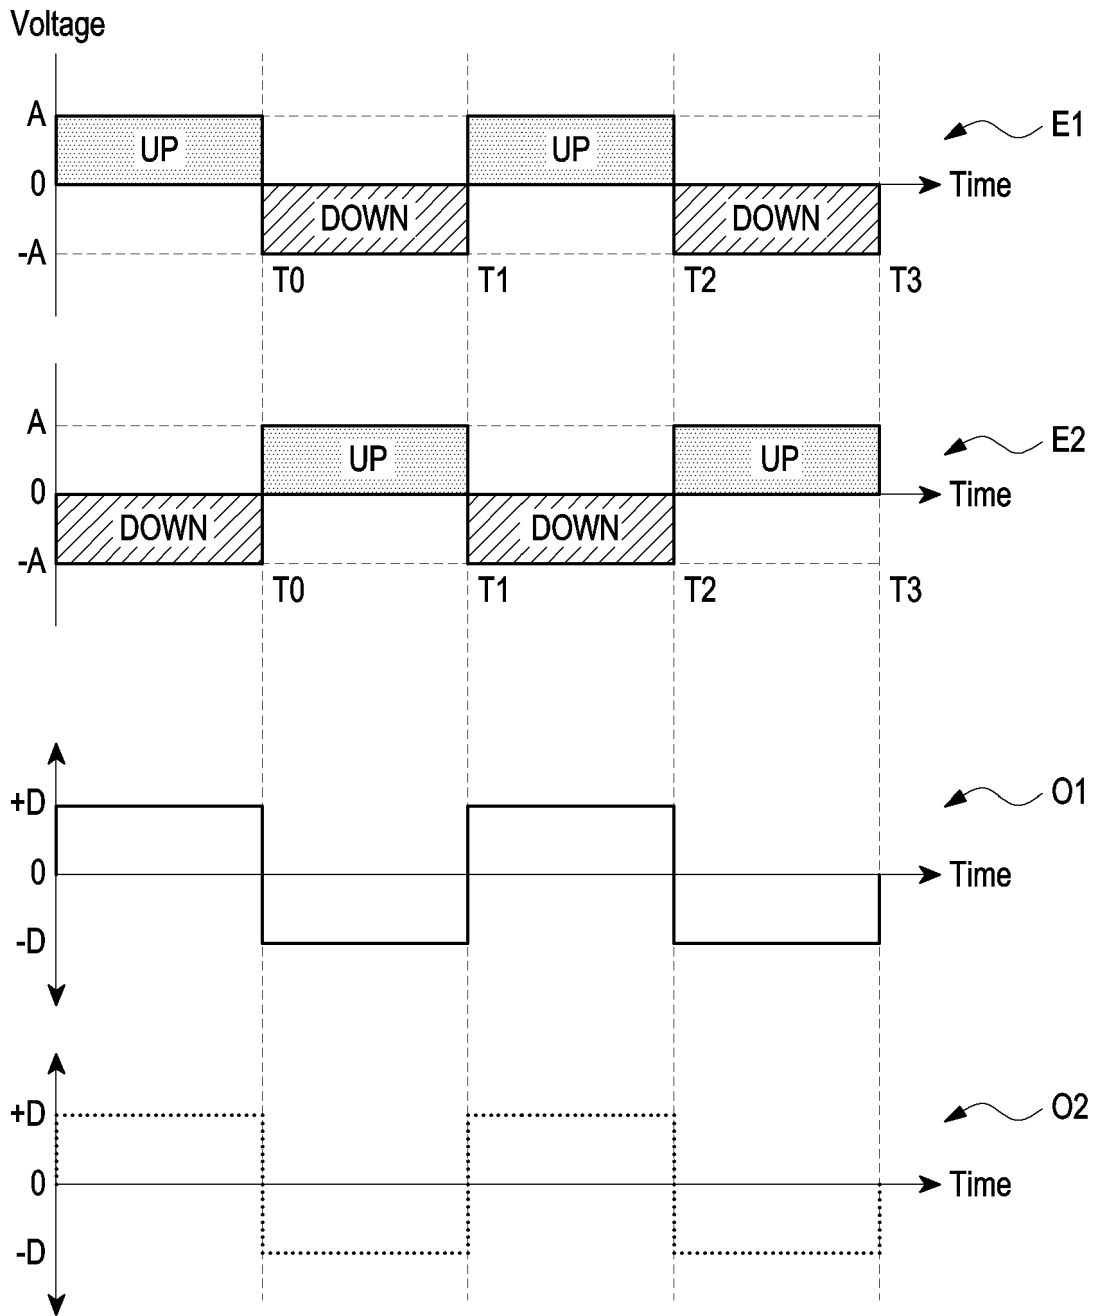 Voltage
A
UP
UP
E1
0
Time
DOWN
DOWN
-A
T0
T1
T2
T3
A
UP
UP
E2
0
Time
DOWN
DOWN
-A
T0
T1
T2
T3
+D
O1
0
Time
-D
+D
O2
0
Time
-D